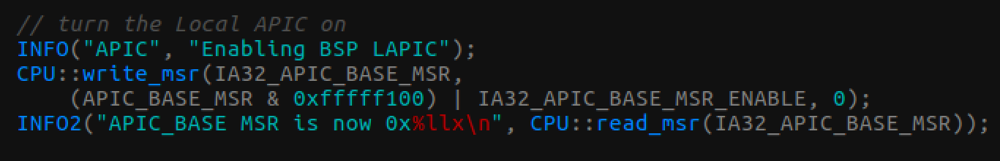 // turn the Local APIC on
INFO("APIC", "Enabling BSP LAPIC");
CPU::write_msr(IA32_APIC_BASE_MSR,
    (APIC_BASE_MSR & 0xfffff100) | IA32_APIC_BASE_MSR_ENABLE, 0);
INFO2("APIC_BASE MSR is now 0x%llx\n", CPU::read_msr(IA32_APIC_BASE_MSR));